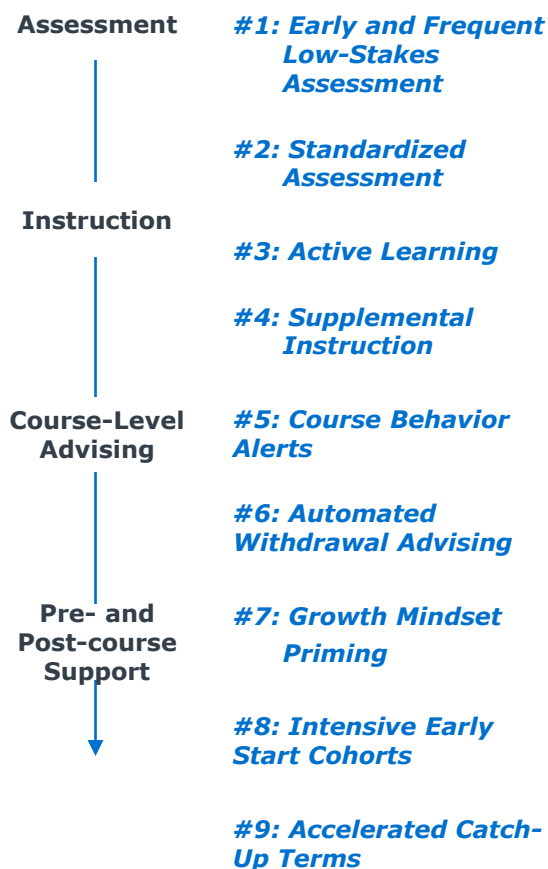 Assessment
#1: Early and Frequent
Low-Stakes
Assessment
#2: Standardized
Assessment
Instruction
#3: Active Learning
#4: Supplemental
Instruction
Course-Level
Advising
#5: Course Behavior
Alerts
#6: Automated
Withdrawal Advising
Pre- and
Post-course
Support
#7: Growth Mindset
Priming
#8: Intensive Early
Start Cohorts
#9: Accelerated Catch-
Up Terms